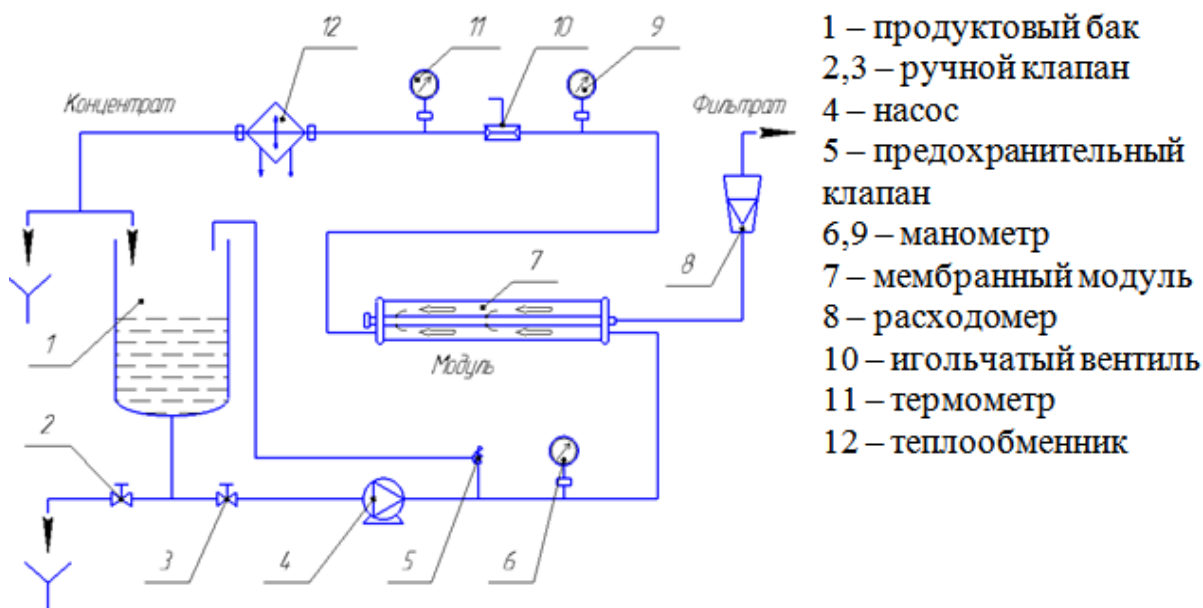 12
11
10
9
Концентрат
Фильтрат
7
8
1
Модуль
2
3
4
5
6
1 – продуктовый бак
2,3 – ручной клапан
4 – насос
5 – предохранительный
клапан
6,9 – манометр
7 – мембранный модуль
8 – расходомер
10 – игольчатый вентиль
11 – термометр
12 – теплообменник